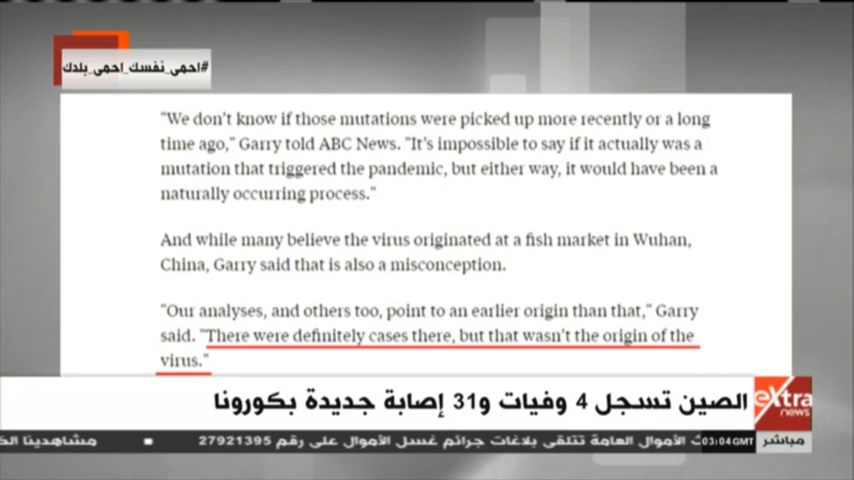 #احمى_نفسك_احمى_بلدك
"We don't know if those mutations were picked up more recently or a long
time ago," Garry told ABC News. "It's impossible to say if it actually was a
mutation that triggered the pandemic, but either way, it would have been a
naturally occurring process."
And while many believe the virus originated at a fish market in Wuhan,
China, Garry said that is also a misconception.
"Our analyses, and others too, point to an earlier origin than that," Garry
said. "There were definitely cases there, but that wasn't the origin of the
virus."
الصين تسجل 4 وفيات و31 إصابة جديدة بكورونا
eXtra
news
مباشر
03:04 GMT
الأموال العامة تتلقى بلاغات جرائم غسل الأموال على رقم 27921395 ■ مشاهدينا